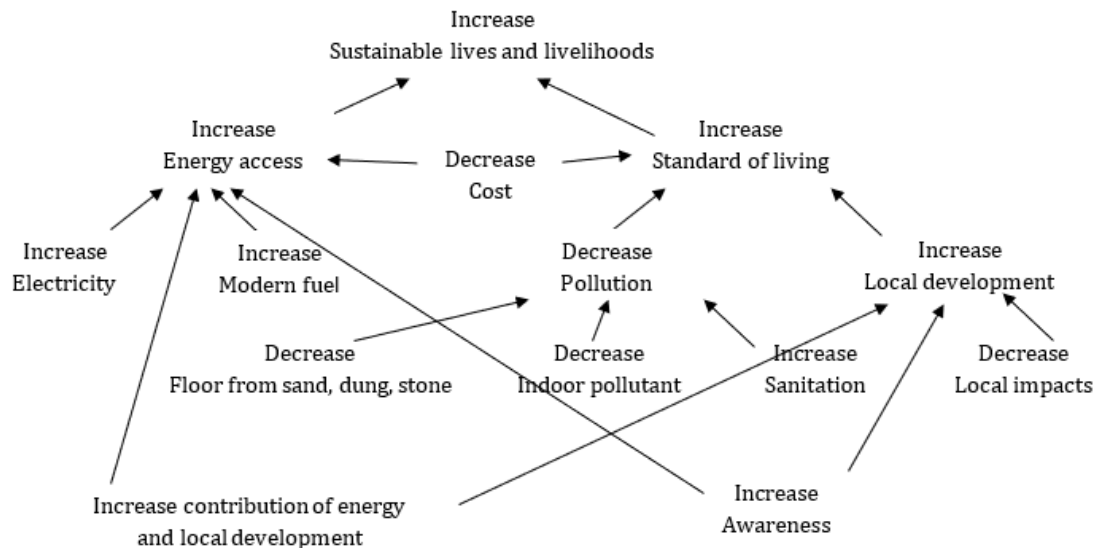 Increase
Sustainable lives and livelihoods
Increase
Energy access
Decrease
Cost
Increase
Standard of living
Increase
Electricity
Increase
Modern fuel
Decrease
Pollution
Increase
Local development
Decrease
Floor from sand, dung, stone
Decrease
Indoor pollutant
Increase
Sanitation
Decrease
Local impacts
Increase contribution of energy
and local development
Increase
Awareness